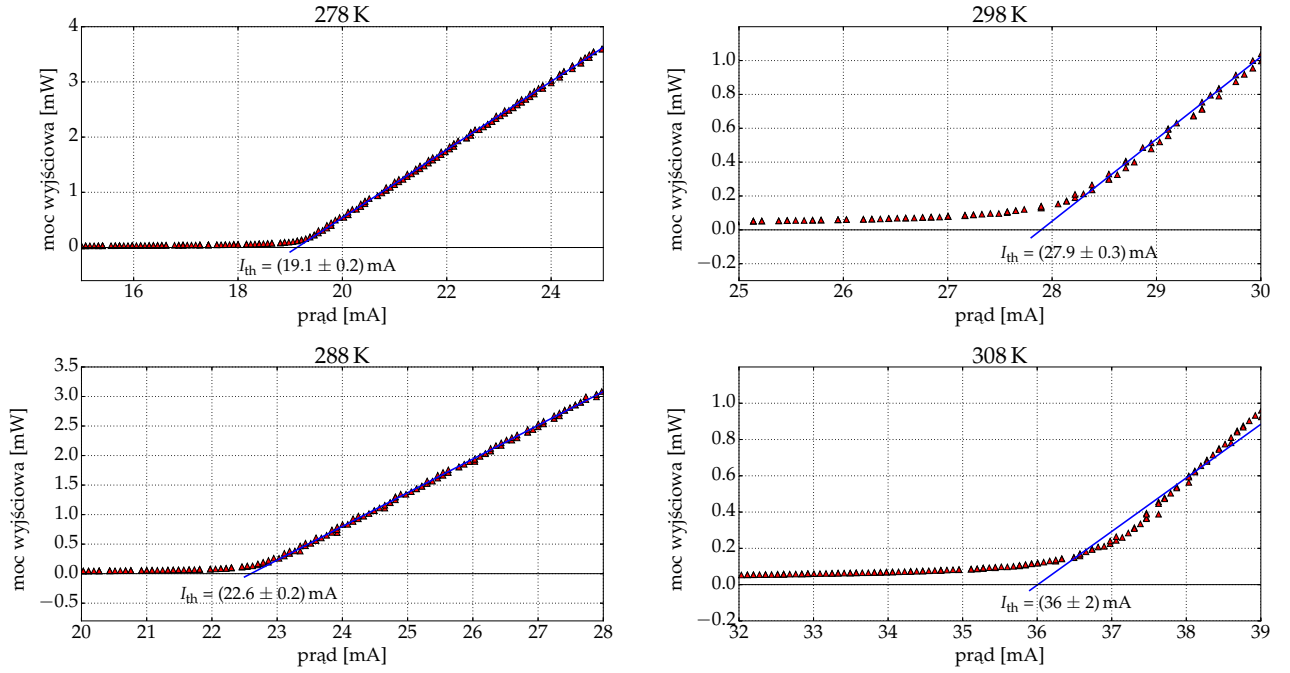 278 K
4
3
2
1
0
moc wyjściowa [mW]
I_th = (19.1 ± 0.2) mA
16 18 20 22 24
prąd [mA]
298 K
1.0
0.8
0.6
0.4
0.2
0.0
−0.2
moc wyjściowa [mW]
I_th = (27.9 ± 0.3) mA
25 26 27 28 29 30
prąd [mA]
288 K
3.5
3.0
2.5
2.0
1.5
1.0
0.5
0.0
−0.5
moc wyjściowa [mW]
I_th = (22.6 ± 0.2) mA
20 21 22 23 24 25 26 27 28
prąd [mA]
308 K
1.0
0.8
0.6
0.4
0.2
0.0
−0.2
moc wyjściowa [mW]
I_th = (36 ± 2) mA
32 33 34 35 36 37 38 39
prąd [mA]